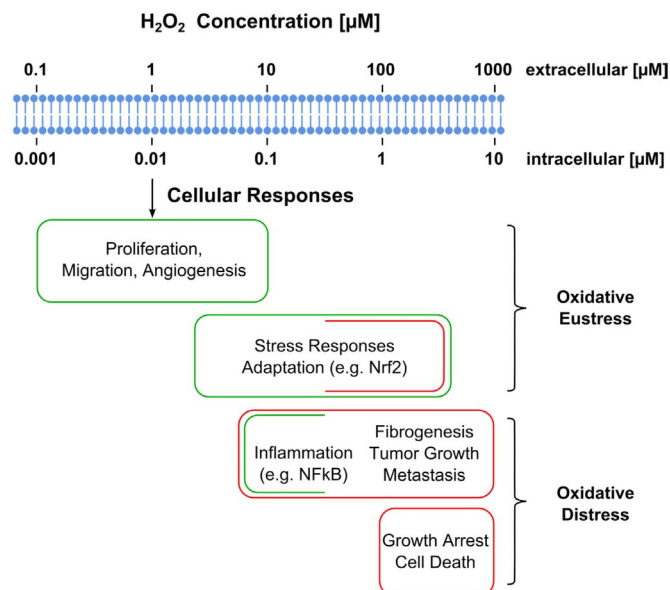 H₂O₂ Concentration [µM]
0.1 1 10 100 1000 extracellular [µM]
0.001 0.01 0.1 1 10 intracellular [µM]
Cellular Responses
Proliferation,
Migration, Angiogenesis
Oxidative
Eustress
Stress Responses
Adaptation (e.g. Nrf2)
Fibrogenesis
Inflammation Tumor Growth
(e.g. NFkB) Metastasis
Oxidative
Distress
Growth Arrest
Cell Death